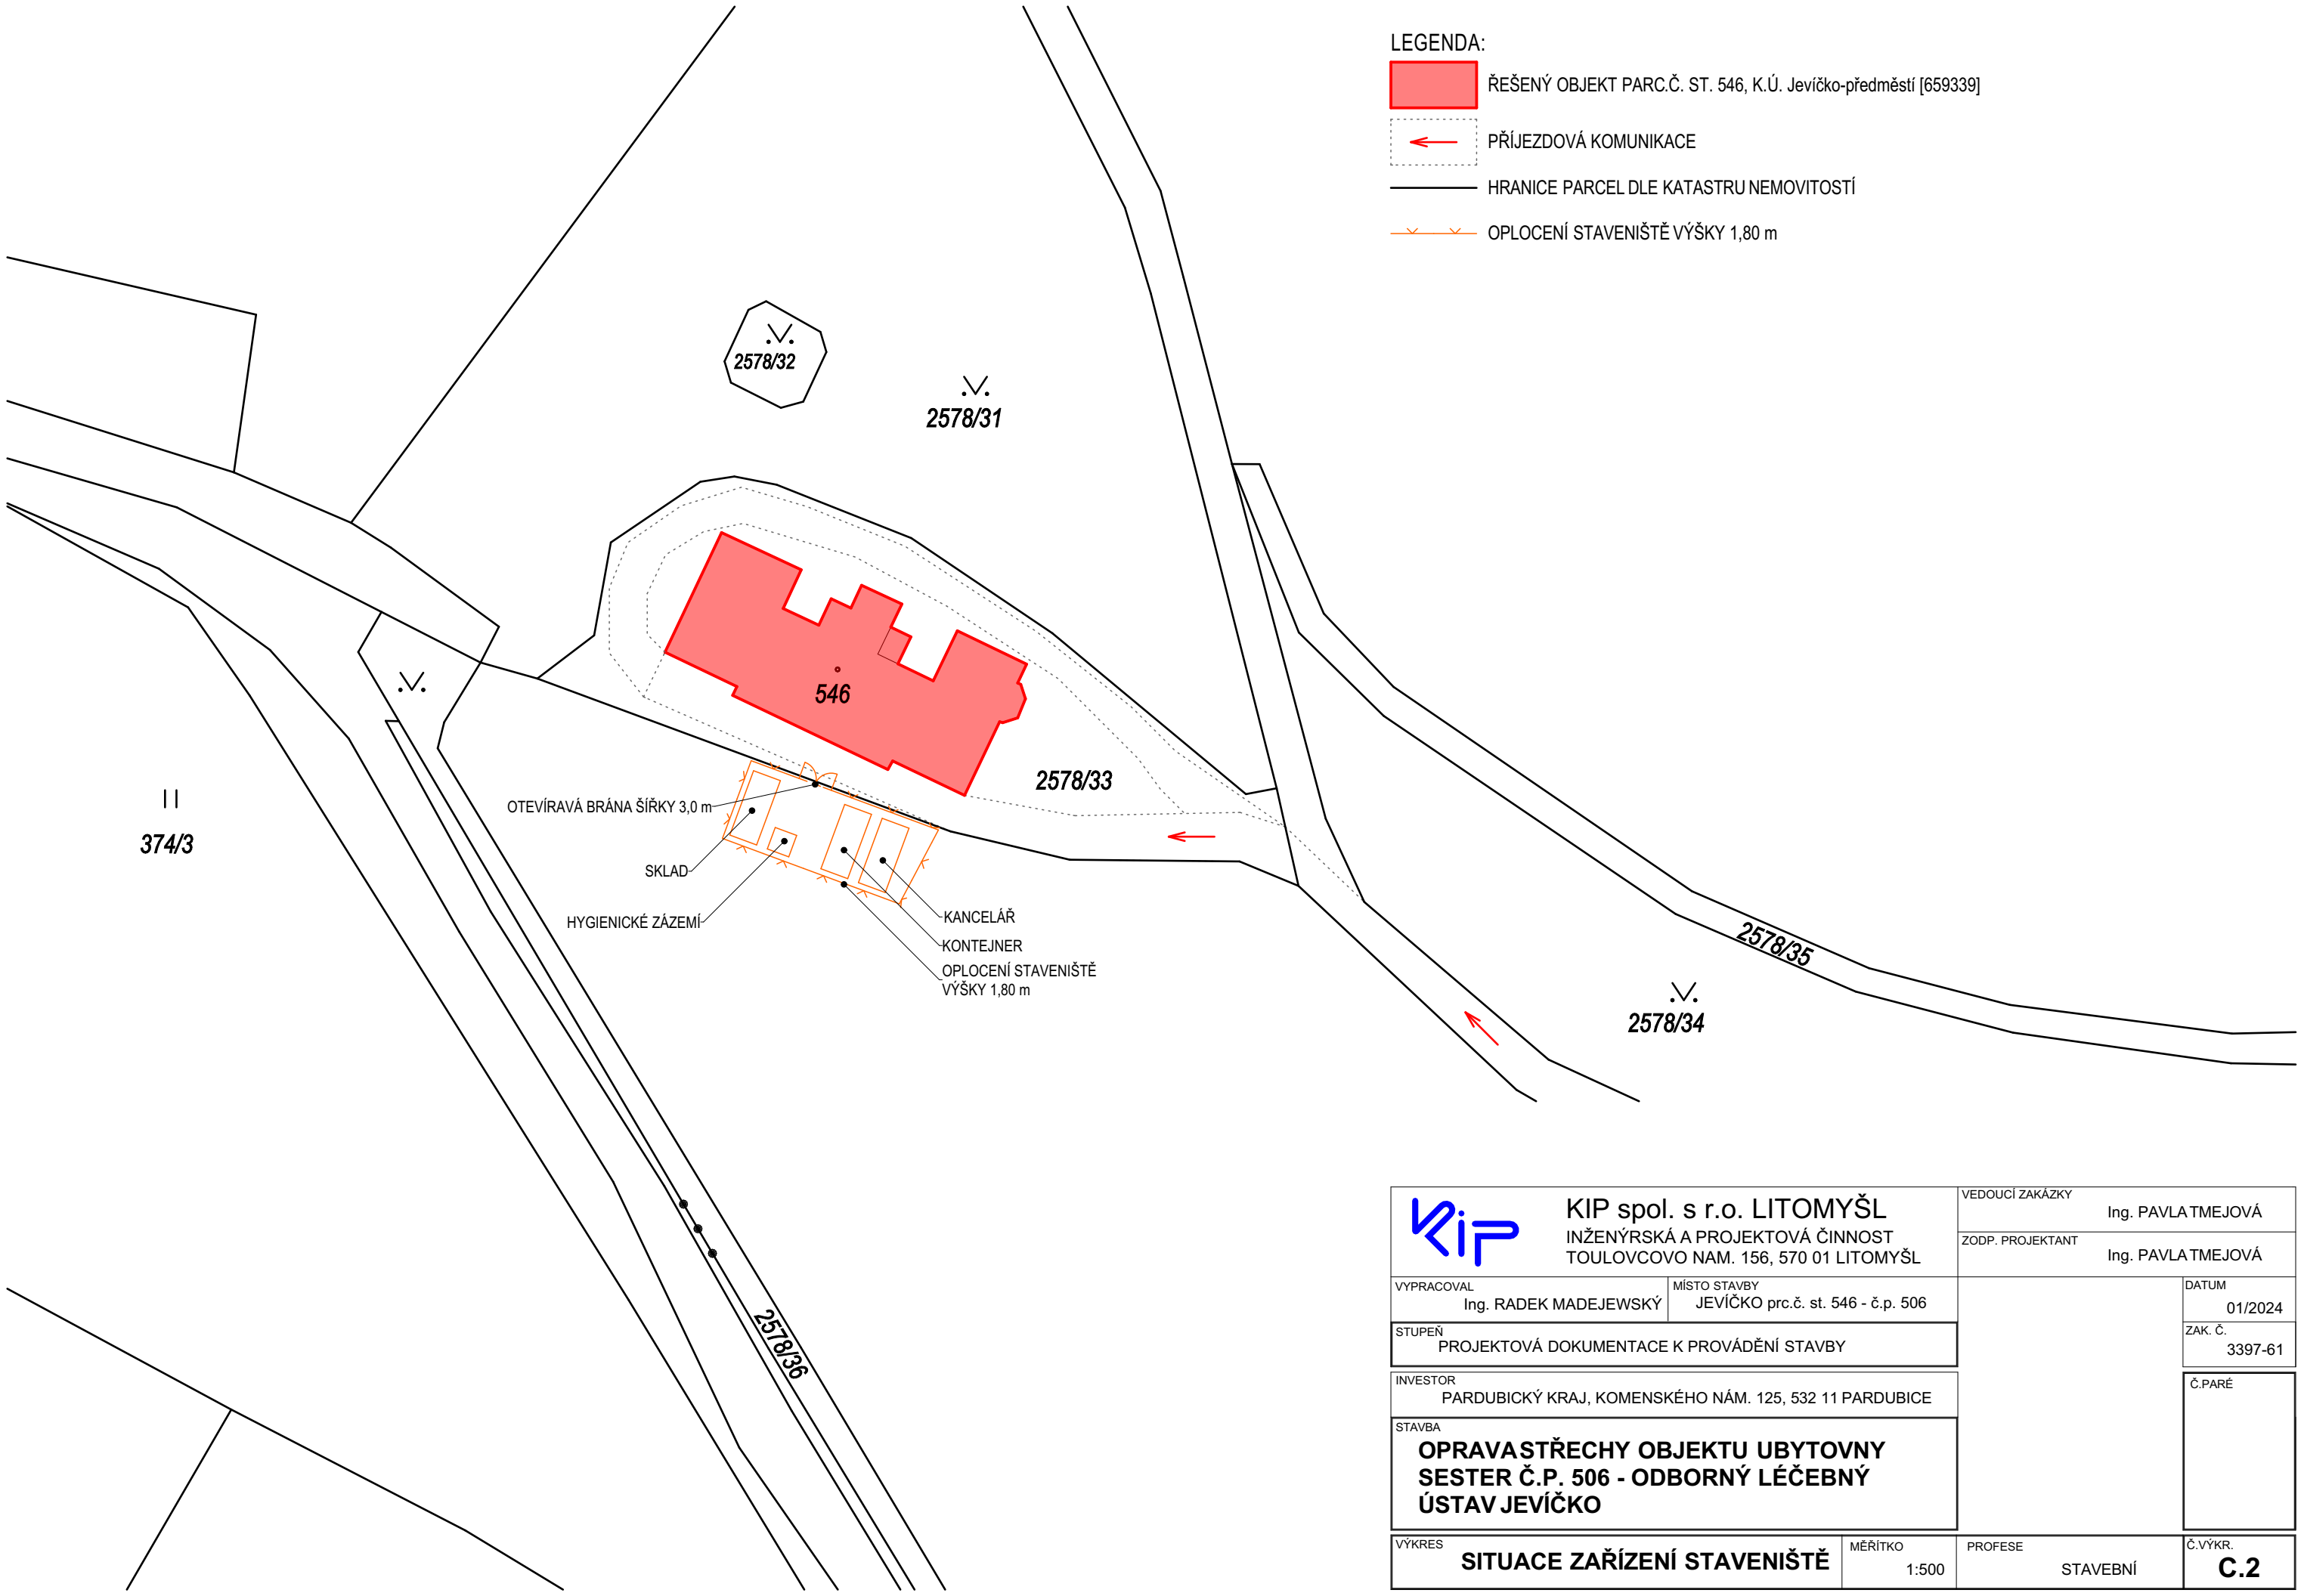 LEGENDA:
ŘEŠENÝ OBJEKT PARC.Č. ST. 546, K.Ú. Jevíčko-předměstí [659339]
PŘÍJEZDOVÁ KOMUNIKACE
HRANICE PARCEL DLE KATASTRU NEMOVITOSTÍ
OPLOCENÍ STAVENIŠTĚ VÝŠKY 1,80 m
2578/32
2578/31
546
2578/33
374/3
OTEVÍRAVÁ BRÁNA ŠÍŘKY 3,0 m
SKLAD
HYGIENICKÉ ZÁZEMÍ
KANCELÁŘ
KONTEJNER
OPLOCENÍ STAVENIŠTĚ
VÝŠKY 1,80 m
2578/35
2578/34
2578/36
KIP
KIP spol. s r.o. LITOMYŠL
INŽENÝRSKÁ A PROJEKTOVÁ ČINNOST
TOULOVCOVO NAM. 156, 570 01 LITOMYŠL
VEDOUCÍ ZAKÁZKY
Ing. PAVLA TMEJOVÁ
ZODP. PROJEKTANT
Ing. PAVLA TMEJOVÁ
VYPRACOVAL
Ing. RADEK MADEJEWSKÝ
MÍSTO STAVBY
JEVÍČKO prc.č. st. 546 - č.p. 506
DATUM
01/2024
STUPEŇ
PROJEKTOVÁ DOKUMENTACE K PROVÁDĚNÍ STAVBY
ZAK. Č.
3397-61
INVESTOR
PARDUBICKÝ KRAJ, KOMENSKÉHO NÁM. 125, 532 11 PARDUBICE
Č.PARÉ
STAVBA
OPRAVA STŘECHY OBJEKTU UBYTOVNY
SESTER Č.P. 506 - ODBORNÝ LÉČEBNÝ
ÚSTAV JEVÍČKO
VÝKRES
SITUACE ZAŘÍZENÍ STAVENIŠTĚ
MĚŘÍTKO
1:500
PROFESE
STAVEBNÍ
Č.VÝKR.
C.2